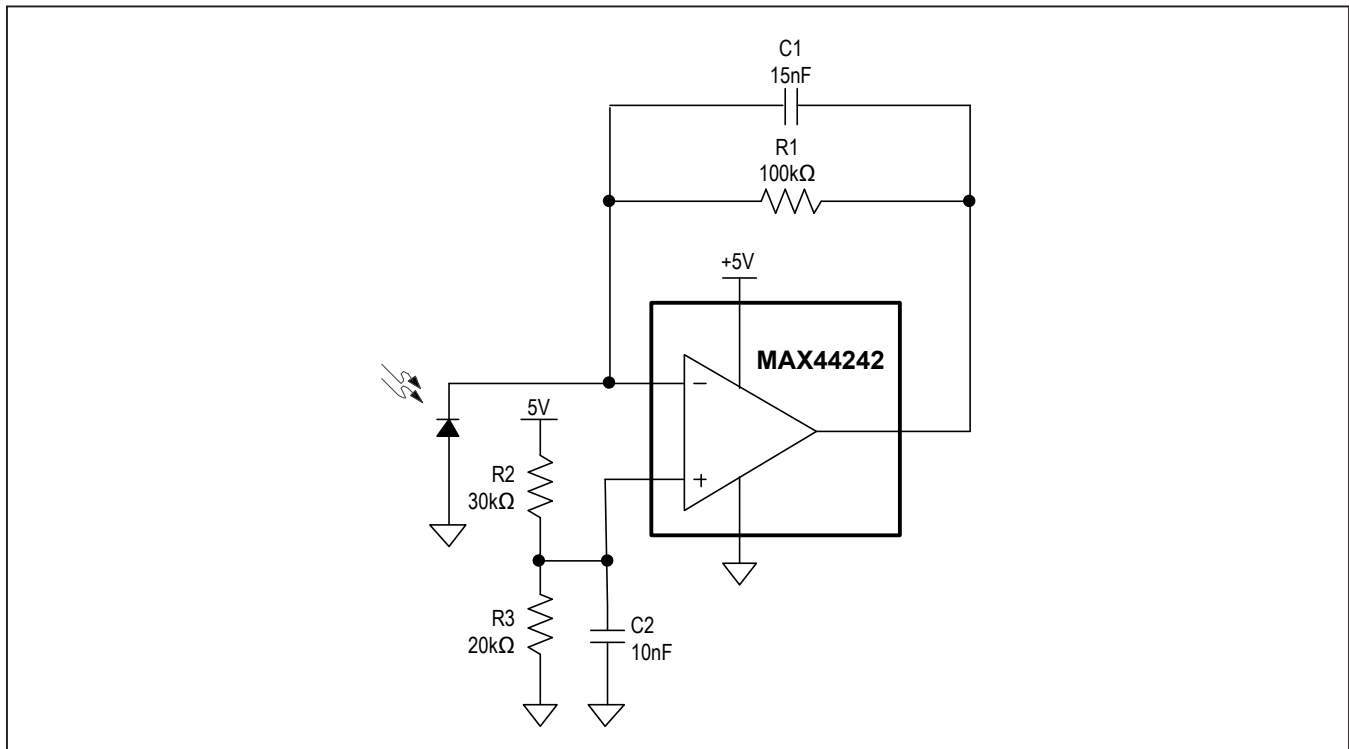 C1
15nF
R1
100kΩ
+5V
MAX44242
−
5V
R2
30kΩ
+
R3
20kΩ
C2
10nF